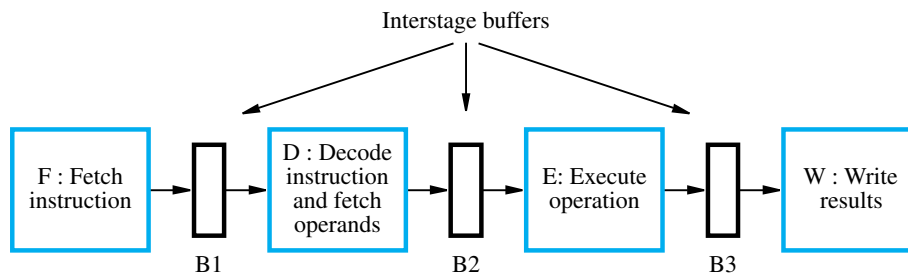 Interstage buffers
F : Fetch
instruction
D : Decode
instruction
and fetch
operands
E: Execute
operation
W : Write
results
B1
B2
B3